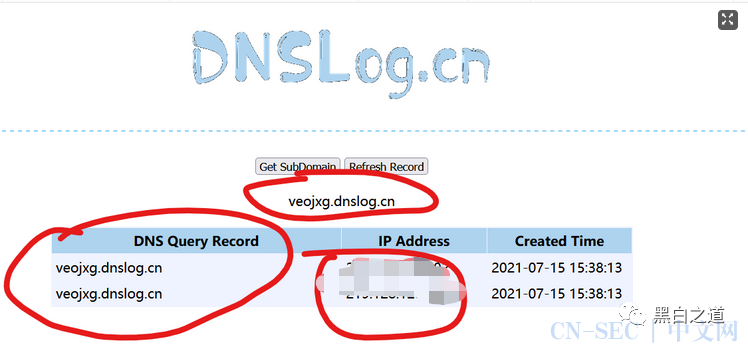 DNSLog.cn
Get SubDomain Refresh Record
veojxg.dnslog.cn
DNS Query Record IP Address Created Time
veojxg.dnslog.cn 2021-07-15 15:38:13
veojxg.dnslog.cn 2021-07-15 15:38:13
黑白之道
CN-SEC 中文网